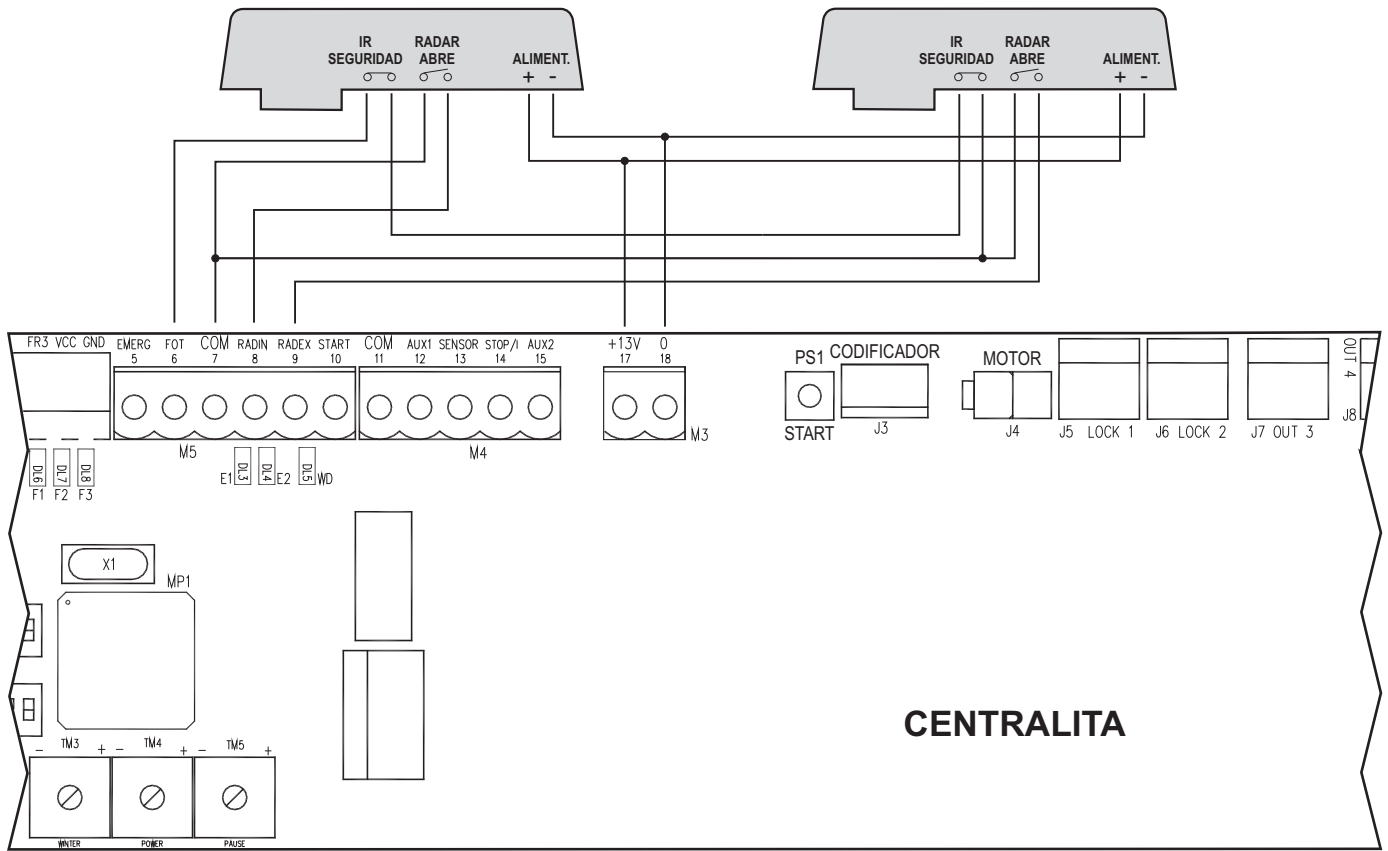 IR SEGURIDAD
RADAR ABRE
ALIMENT.
+ -
IR SEGURIDAD
RADAR ABRE
ALIMENT.
+ -
FR3 VCC GND
EMERG FOT COM RADIN RADEX START
5 6 7 8 9 10
COM AUX1 SENSOR STOP/I AUX2
11 12 13 14 15
+13V 0
17 18
PS1
CODIFICADOR
MOTOR
OUT 4
M5
M4
M3
START
J3
J4
J5 LOCK 1
J6 LOCK 2
J7 OUT 3
J8
DL6 DL7 DL8
F1 F2 F3
E1 DL3 DL4 E2 DL5 WD
X1
MP1
CENTRALITA
- TM3 +
- TM4 +
- TM5 +
WINTER
POWER
PAUSE